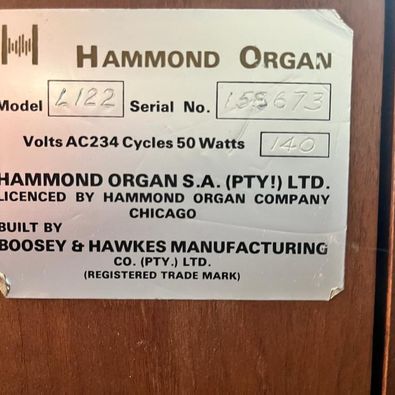 HAMMOND ORGAN
Model L122 Serial No. 155673
Volts AC234 Cycles 50 Watts 140
HAMMOND ORGAN S.A. (PTY!) LTD.
LICENCED BY HAMMOND ORGAN COMPANY
CHICAGO
BUILT BY
BOOSEY & HAWKES MANUFACTURING
CO. (PTY.) LTD.
(REGISTERED TRADE MARK)